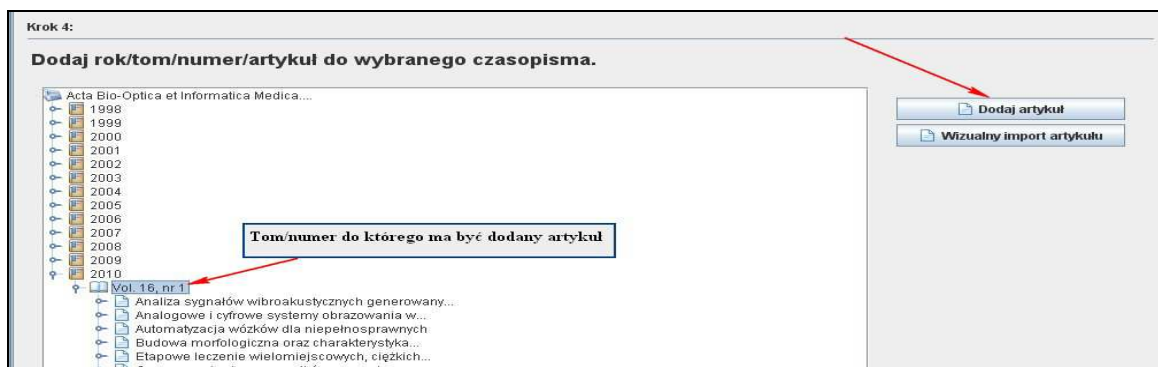 Krok 4:
Dodaj rok/tom/numer/artykuł do wybranego czasopisma.
Acta Bio-Optica et Informatica Medica....
1998
1999
2000
2001
2002
2003
2004
2005
2006
2007
2008
2009
2010
Vol. 16, nr 1
Analiza sygnałów wibroakustycznych generowany...
Analogowe i cyfrowe systemy obrazowania w...
Automatyzacja wózków dla niepełnosprawnych
Budowa morfologiczna oraz charakterystyka...
Etapowe leczenie wielomiejscowych, ciężkich...
Tom/numer do którego ma być dodany artykuł
Dodaj artykuł
Wizualny import artykułu